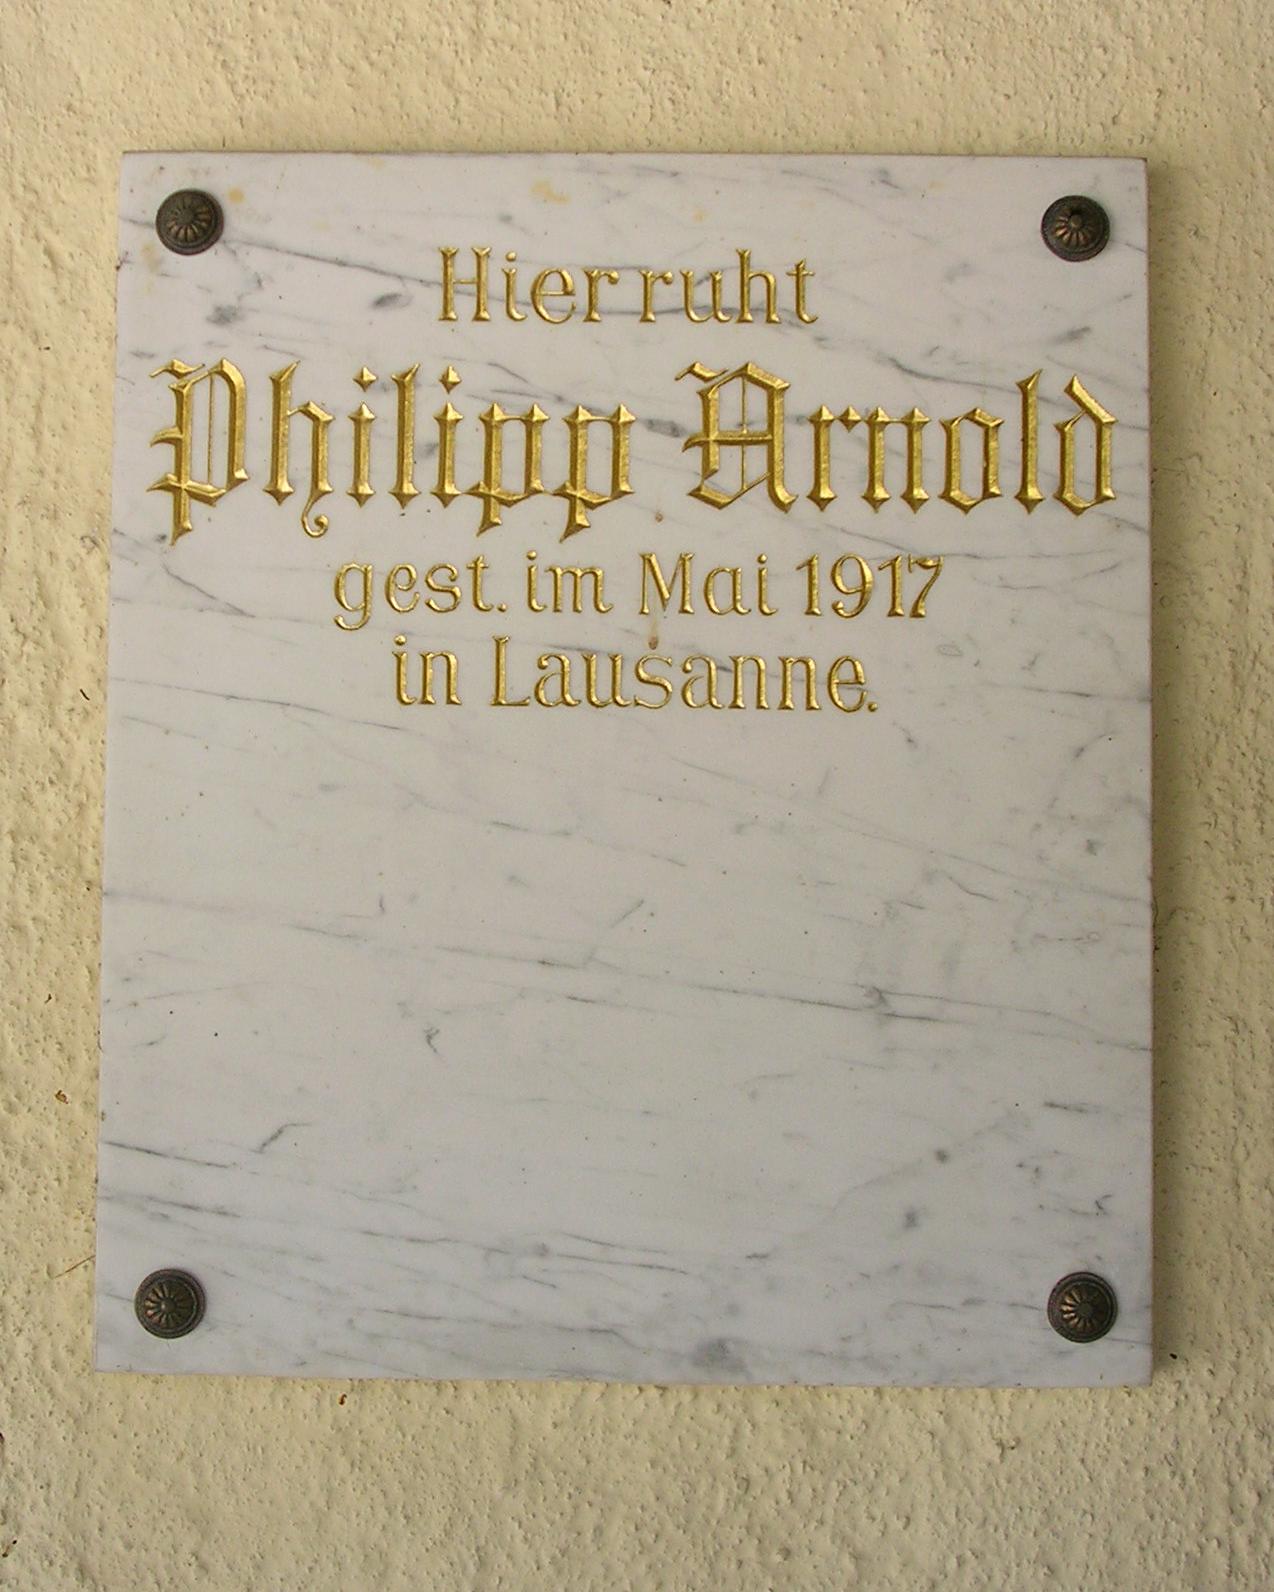 Hier ruht
Philipp Arnold
gest. im Mai 1917
in Lausanne.